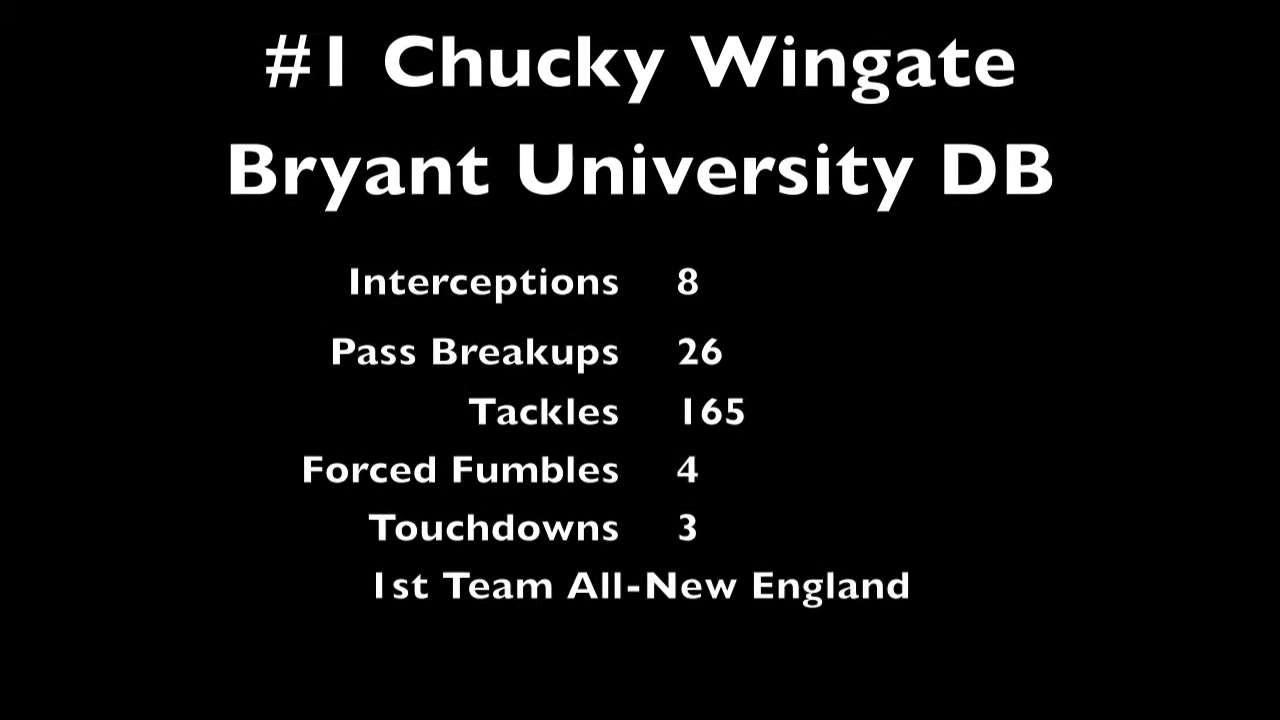 #1 Chucky Wingate
Bryant University DB
Interceptions 8
Pass Breakups 26
Tackles 165
Forced Fumbles 4
Touchdowns 3
1st Team All-New England